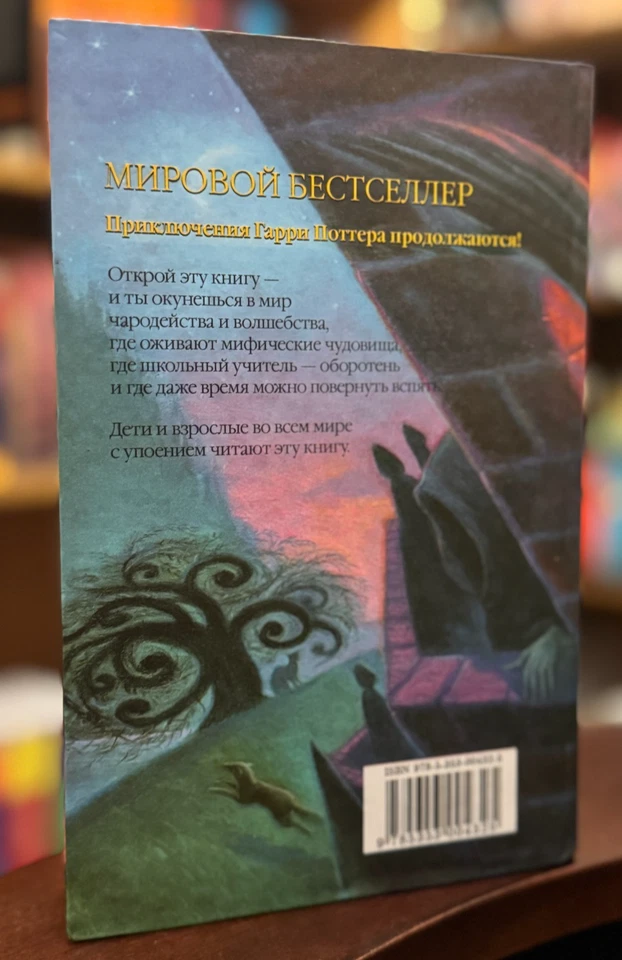 МИРОВОЙ БЕСТСЕЛЛЕР
Приключения Гарри Поттера продолжаются!
Открой эту книгу —
и ты окунешься в мир
чародейства и волшебства,
где оживают мифические чудовища,
где школьный учитель — оборотень
и где даже время можно повернуть вспять.
Дети и взрослые во всем мире
с упоением читают эту книгу.
ISBN